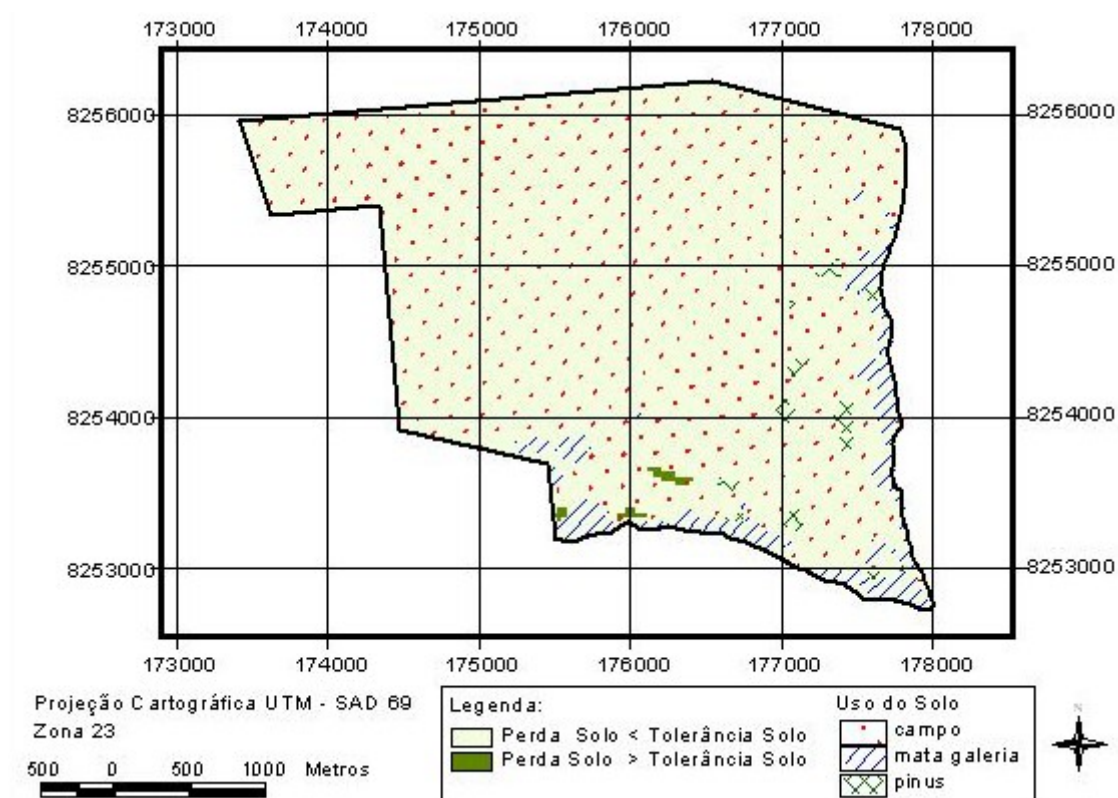 173000 174000 175000 176000 177000 178000
8256000 8256000
8255000 8255000
8254000 8254000
8253000 8253000
173000 174000 175000 176000 177000 178000
Projeção Cartográfica UTM - SAD 69
Zona 23
500 0 500 1000 Metros
Legenda:
Perda Solo < Tolerância Solo
Perda Solo > Tolerância Solo
Uso do Solo
campo
mata galeria
pinus
N